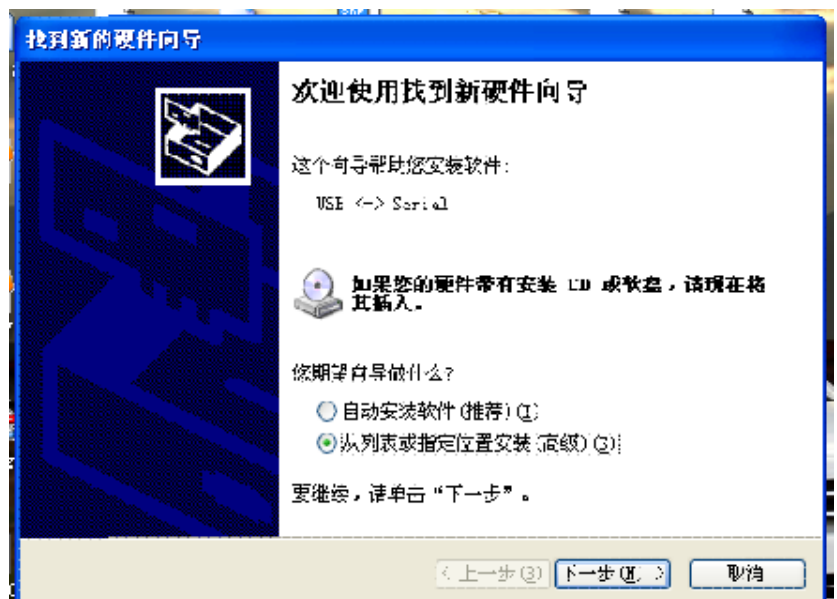 找到新的硬件向导
欢迎使用找到新硬件向导
这个向导帮助您安装软件:
USB <-> Serial
如果您的硬件带有安装 CD 或软盘，请现在将
其插入。
您期望向导做什么?
自动安装软件(推荐)(I)
从列表或指定位置安装(高级)(S)
要继续，请单击“下一步”。
< 上一步(B)
下一步(N) >
取消